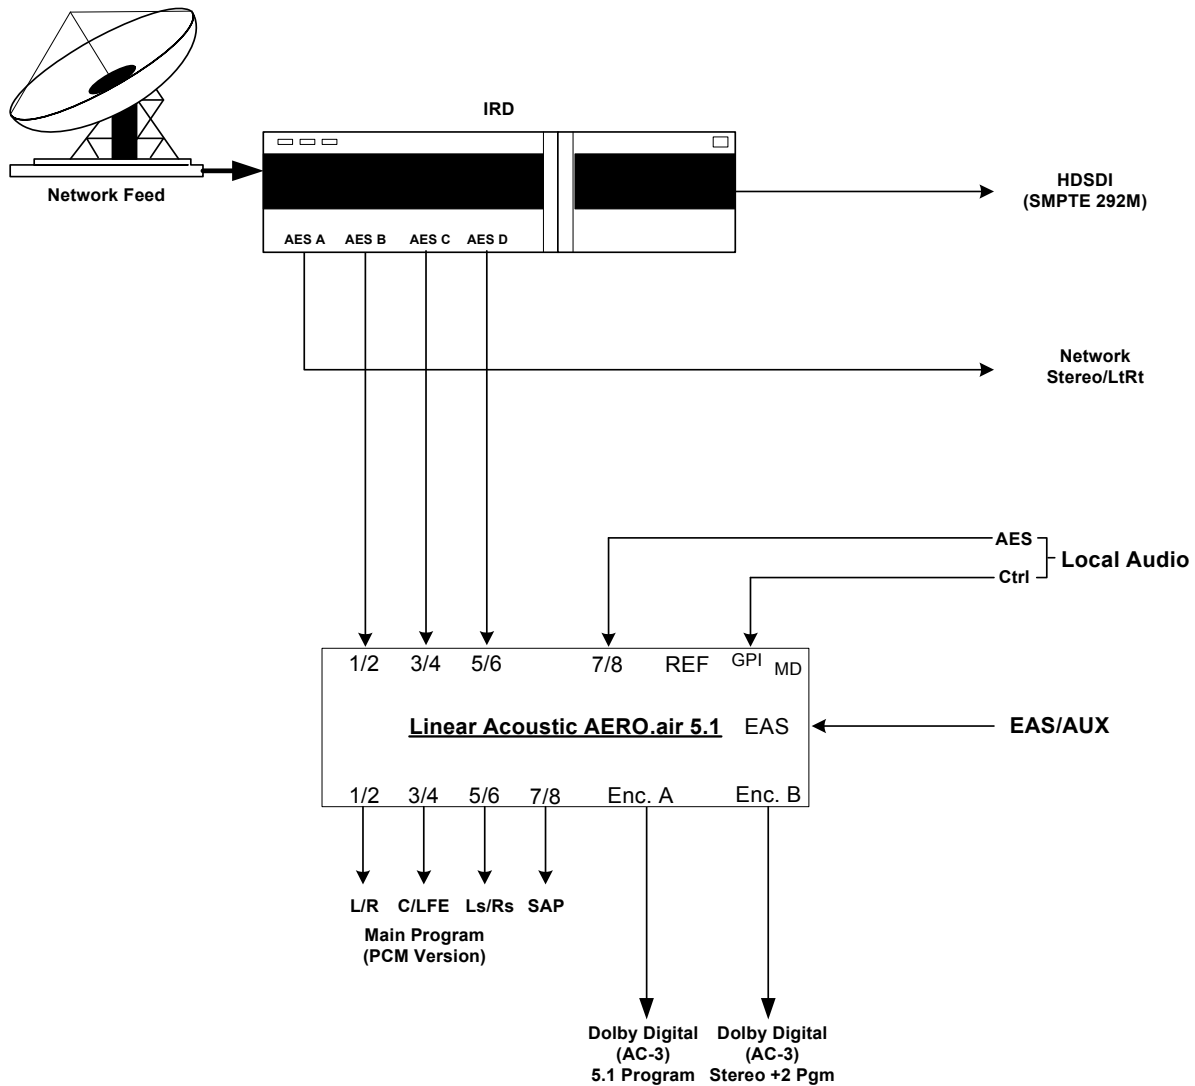 IRD
Network Feed
HDSDI
(SMPTE 292M)
AES A AES B AES C AES D
Network
Stereo/LtRt
AES
Ctrl
Local Audio
1/2 3/4 5/6 7/8 REF GPI MD
Linear Acoustic AERO.air 5.1 EAS
EAS/AUX
1/2 3/4 5/6 7/8 Enc. A Enc. B
L/R C/LFE Ls/Rs SAP
Main Program
(PCM Version)
Dolby Digital
(AC-3)
5.1 Program
Dolby Digital
(AC-3)
Stereo +2 Pgm